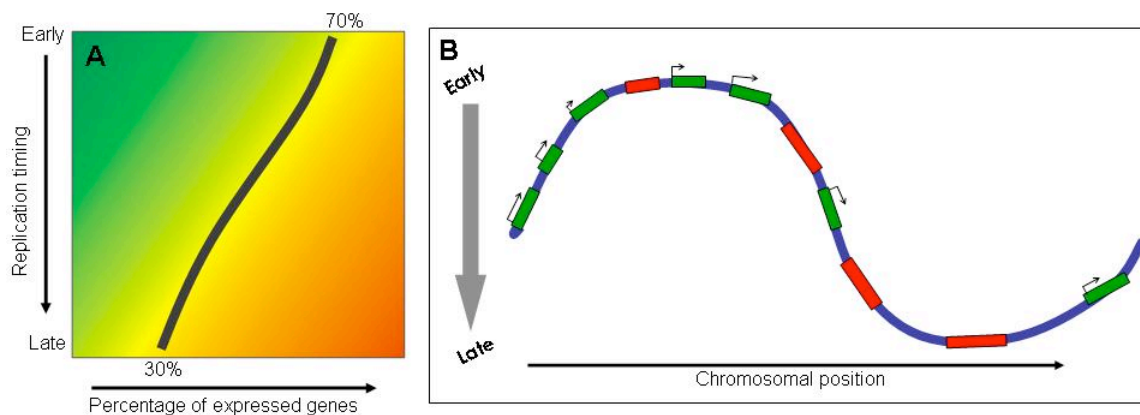 70%
Early
A
Replication timing
Late
30%
Percentage of expressed genes
B
Early
Late
Chromosomal position